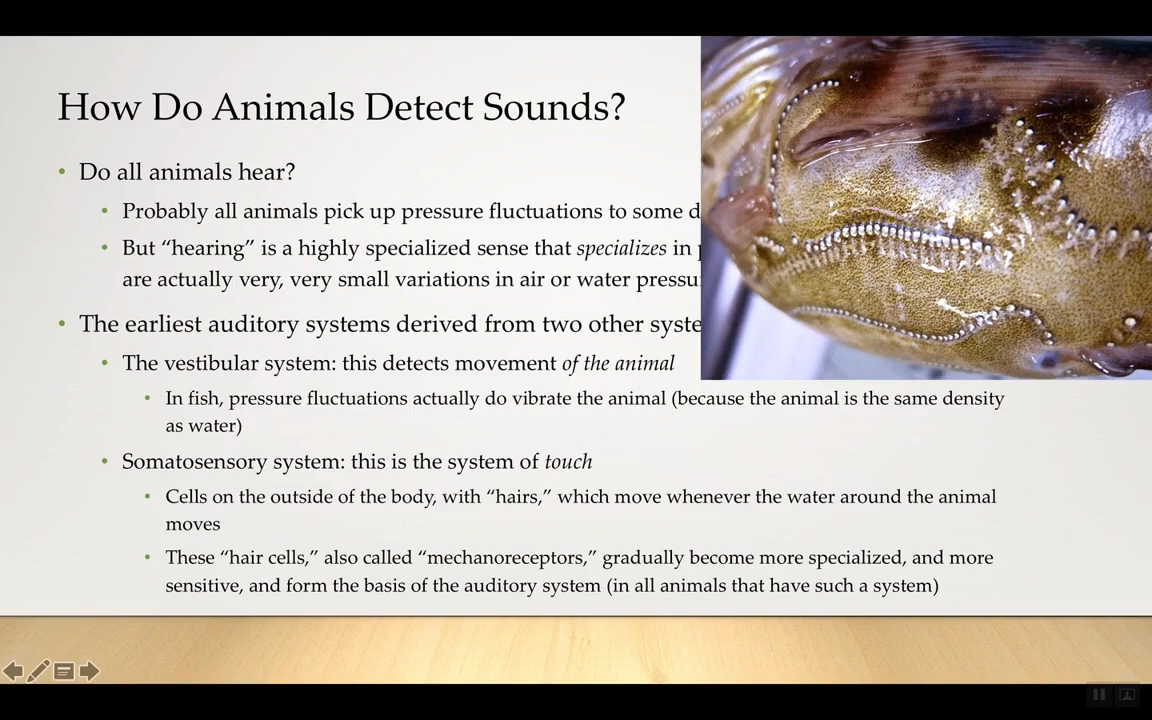 How Do Animals Detect Sounds?
• Do all animals hear?
• Probably all animals pick up pressure fluctuations to some
• But “hearing” is a highly specialized sense that specializes in
are actually very, very small variations in air or water
• The earliest auditory systems derived from two other
• The vestibular system: this detects movement of the animal
• In fish, pressure fluctuations actually do vibrate the animal (because the animal is the same density
as water)
• Somatosensory system: this is the system of touch
• Cells on the outside of the body, with “hairs,” which move whenever the water around the animal
moves
• These “hair cells,” also called “mechanoreceptors,” gradually become more specialized, and more
sensitive, and form the basis of the auditory system (in all animals that have such a system)